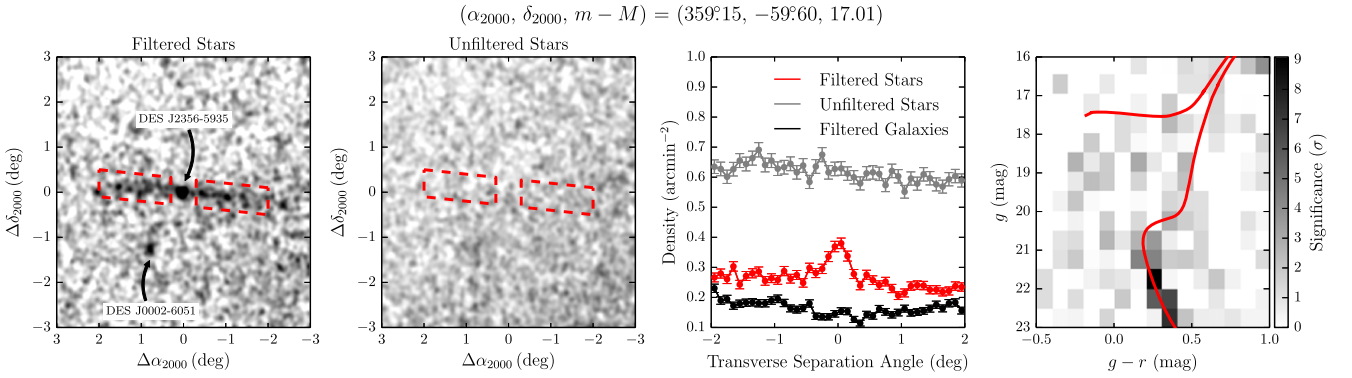 (α2000, δ2000, m − M) = (359°.15, −59°.60, 17.01)
Filtered Stars
3
2
1
0
−1
−2
−3
Δδ2000 (deg)
DES J2356-5935
DES J0002-6051
2 1 0 −1 −2 −3
Δα2000 (deg)
Unfiltered Stars
3
2
1
0
−1
−2
−3
Δδ2000 (deg)
2 1 0 −1 −2 −3
Δα2000 (deg)
1.0
0.9
0.8
0.7
0.6
0.5
0.4
0.3
0.2
0.1
Density (arcmin−2)
Filtered Stars
Unfiltered Stars
Filtered Galaxies
−2 −1 0 1 2
Transverse Separation Angle (deg)
16
17
18
19
20
21
22
23
g (mag)
−0.5 0.0 0.5 1.0
g − r (mag)
9
8
7
6
5
4
3
2
1
0
Significance (σ)